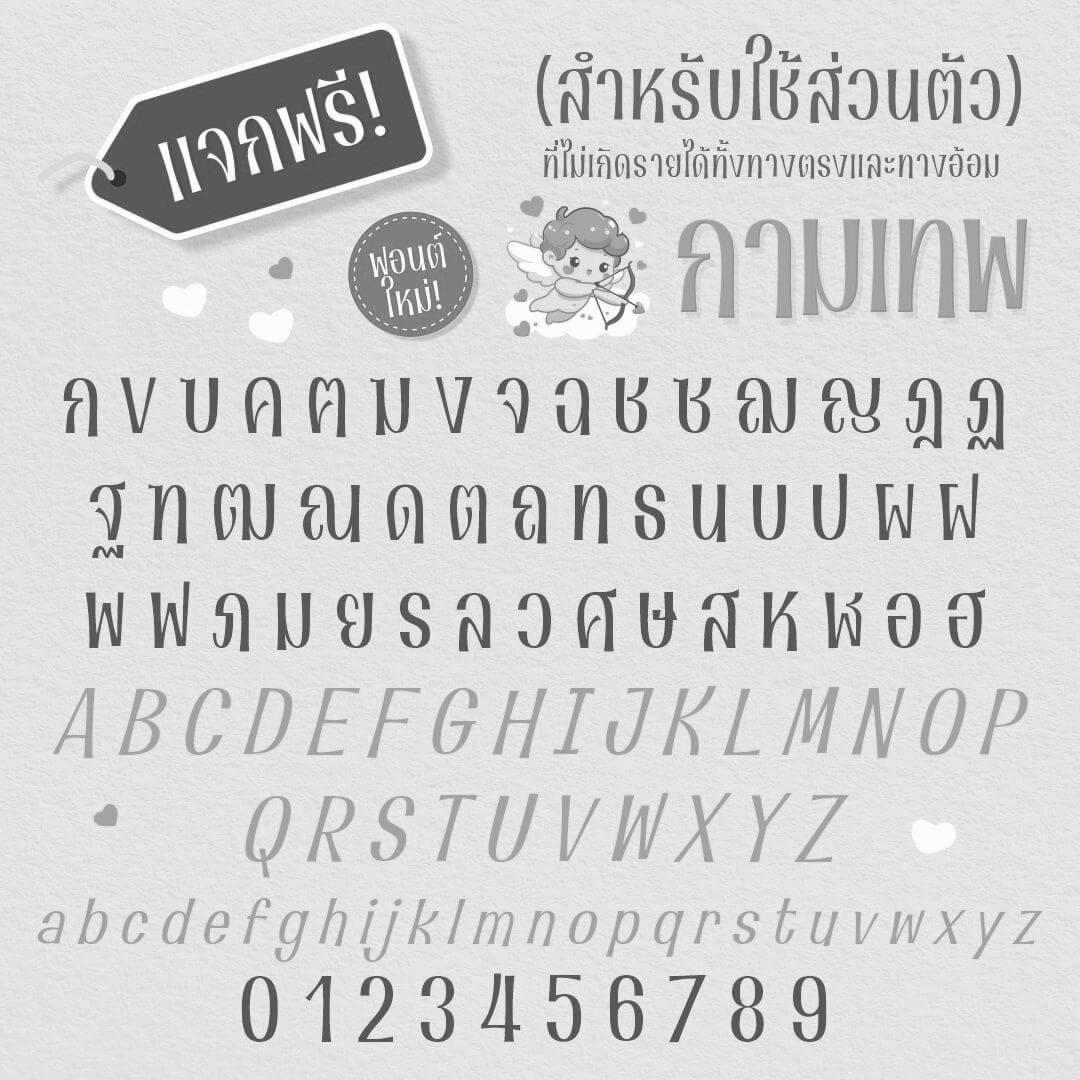 แจกฟรี!
(สำหรับใช้ส่วนตัว)
ที่ไม่เกิดรายได้ทั้งทางตรงและทางอ้อม
ฟอนต์
ใหม่!
กามเทพ
ก ข ฃ ค ฅ ฆ ง จ ฉ ช ซ ฌ ญ ฎ ฏ
ฐ ฑ ฒ ณ ด ต ถ ท ธ น บ ป ผ ฝ
พ ฟ ภ ม ย ร ล ว ศ ษ ส ห ฬ อ ฮ
A B C D E F G H I J K L M N O P
Q R S T U V W X Y Z
a b c d e f g h i j k l m n o p q r s t u v w x y z
0 1 2 3 4 5 6 7 8 9